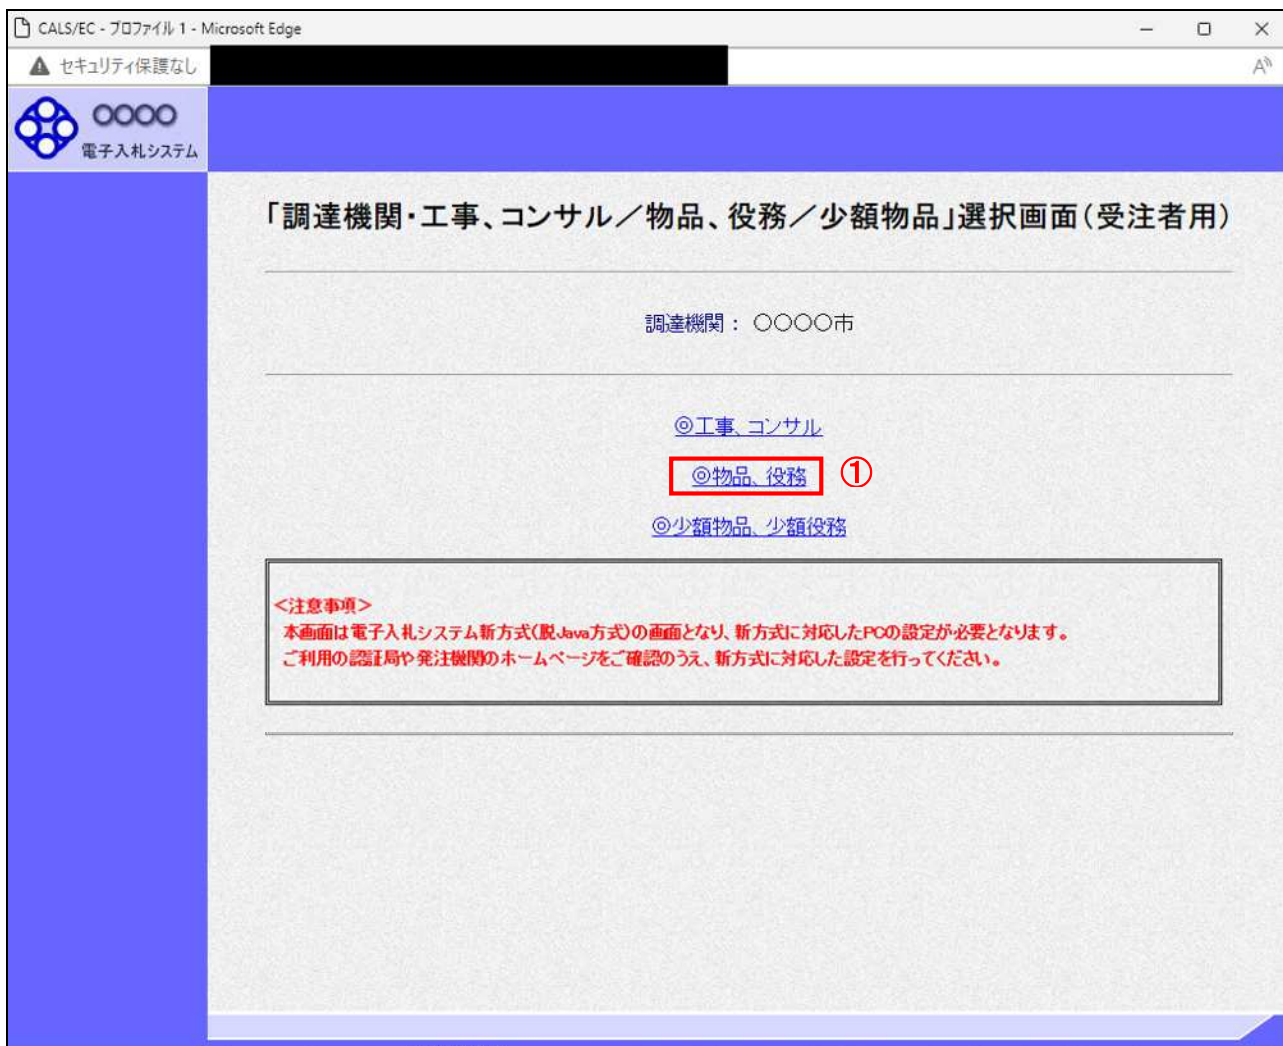 CALS/EC - プロファイル 1 - Microsoft Edge
セキュリティ保護なし
〇〇〇〇
電子入札システム
「調達機関・工事、コンサル／物品、役務／少額物品」選択画面（受注者用）
調達機関： 〇〇〇〇市
◎工事、コンサル
◎物品、役務 ①
◎少額物品、少額役務
＜注意事項＞
本画面は電子入札システム新方式(脱Java方式)の画面となり、新方式に対応したPCの設定が必要となります。
ご利用の認証局や発注機関のホームページをご確認のうえ、新方式に対応した設定を行ってください。